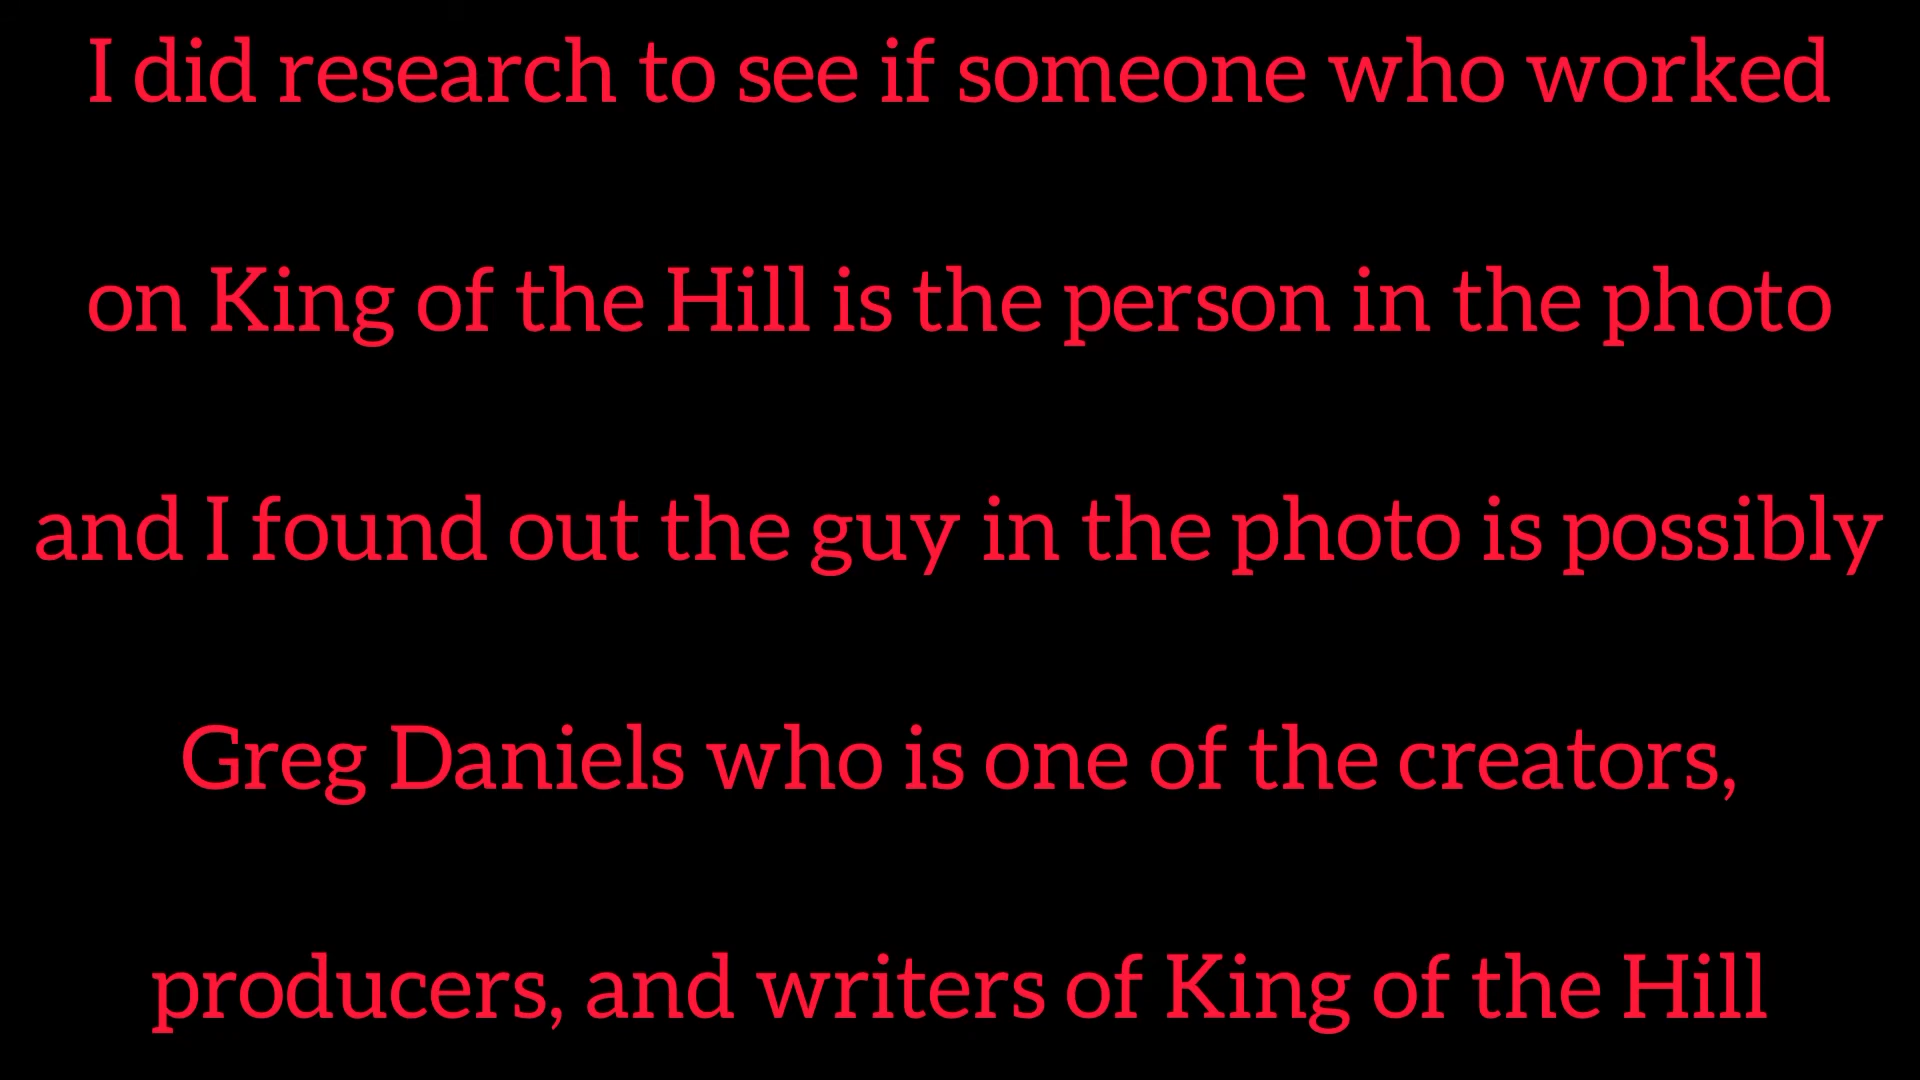 I did research to see if someone who worked
on King of the Hill is the person in the photo
and I found out the guy in the photo is possibly
Greg Daniels who is one of the creators,
producers, and writers of King of the Hill